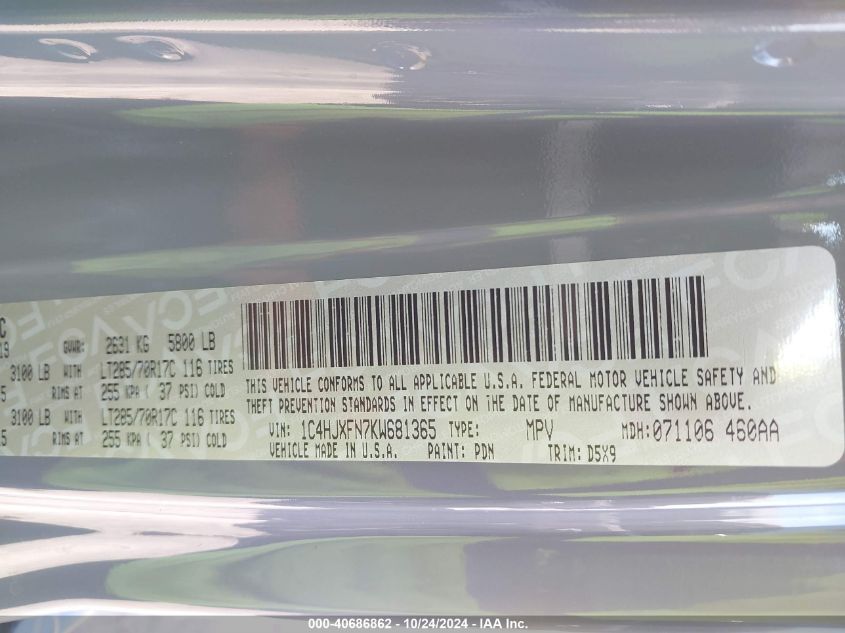 C
19 GVWR: 2631 KG 5800 LB
3100 LB WITH LT285/70R17C 116 TIRES
5 RIMS AT 255 KPA ( 37 PSI) COLD
3100 LB WITH LT285/70R17C 116 TIRES
5 RIMS AT 255 KPA ( 37 PSI) COLD
THIS VEHICLE CONFORMS TO ALL APPLICABLE U.S.A. FEDERAL MOTOR VEHICLE SAFETY AND
THEFT PREVENTION STANDARDS IN EFFECT ON THE DATE OF MANUFACTURE SHOWN ABOVE.
VIN: 1C4HJXFN7KW681365 TYPE: MPV MDH:071106 460AA
VEHICLE MADE IN U.S.A. PAINT: PDN TRIM: D5X9
000-40686862 - 10/24/2024 - IAA Inc.